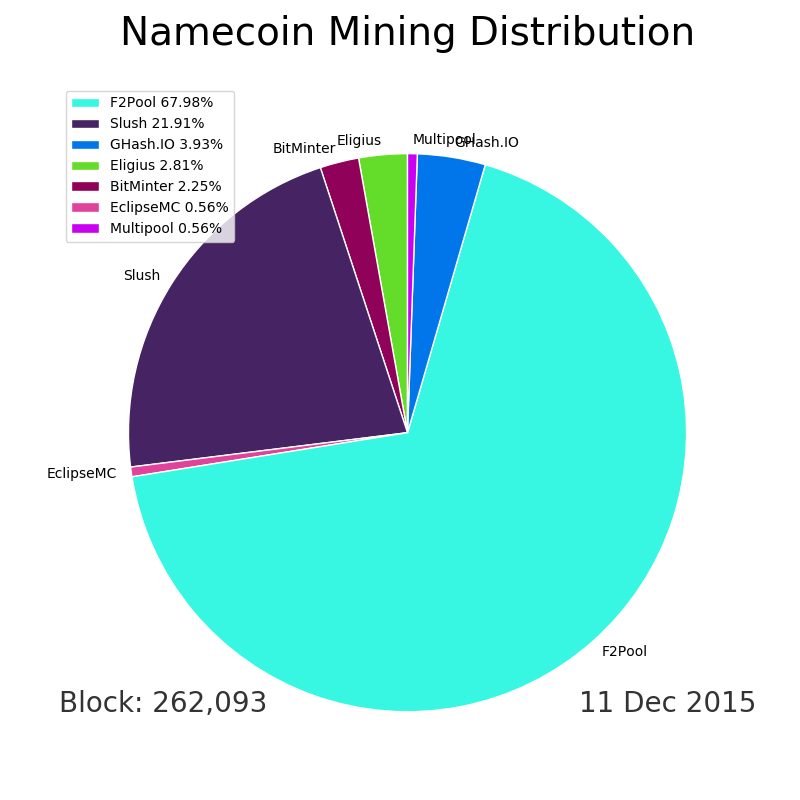 Namecoin Mining Distribution
F2Pool 67.98%
Slush 21.91%
GHash.IO 3.93%
Eligius 2.81%
BitMinter 2.25%
EclipseMC 0.56%
Multipool 0.56%
BitMinter
Eligius
Multipool
GHash.IO
Slush
EclipseMC
F2Pool
Block: 262,093
11 Dec 2015